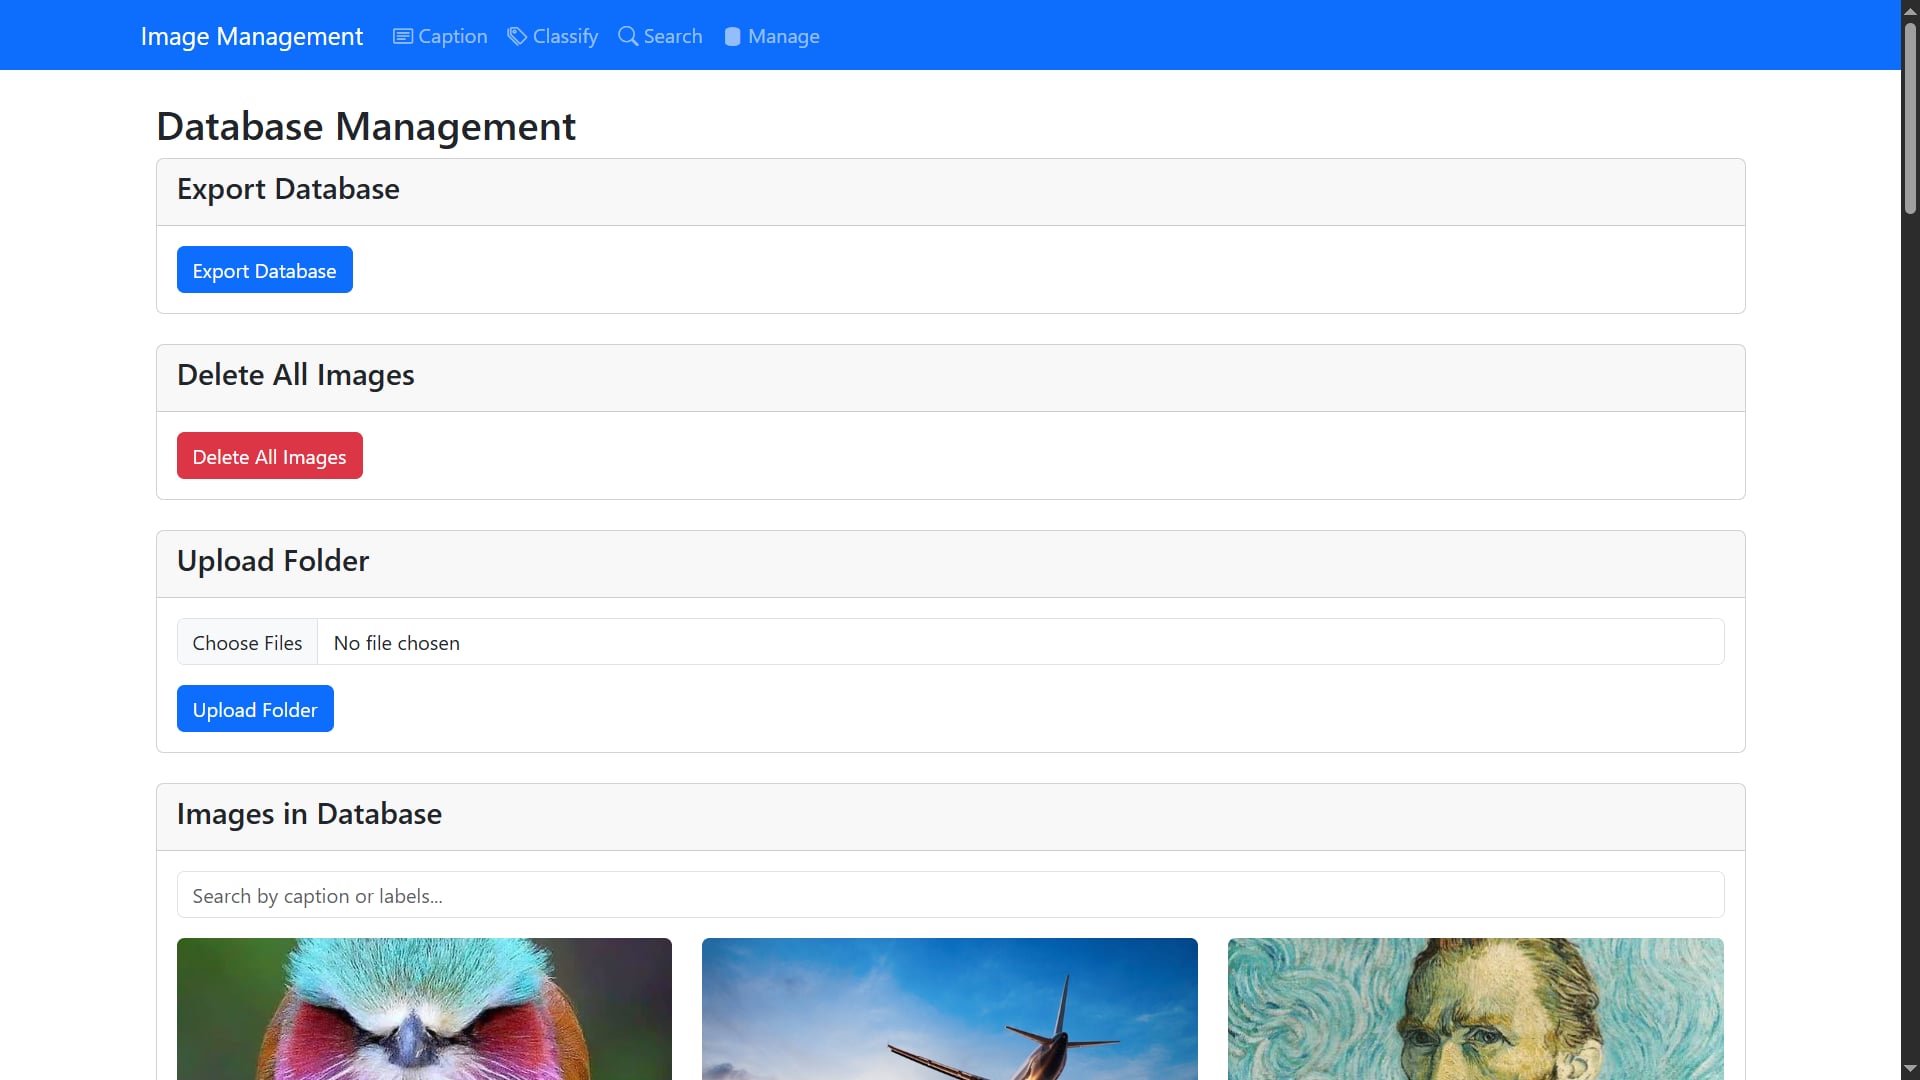 Image Management Caption Classify Search Manage
Database Management
Export Database
Export Database
Delete All Images
Delete All Images
Upload Folder
Choose Files No file chosen
Upload Folder
Images in Database
Search by caption or labels...